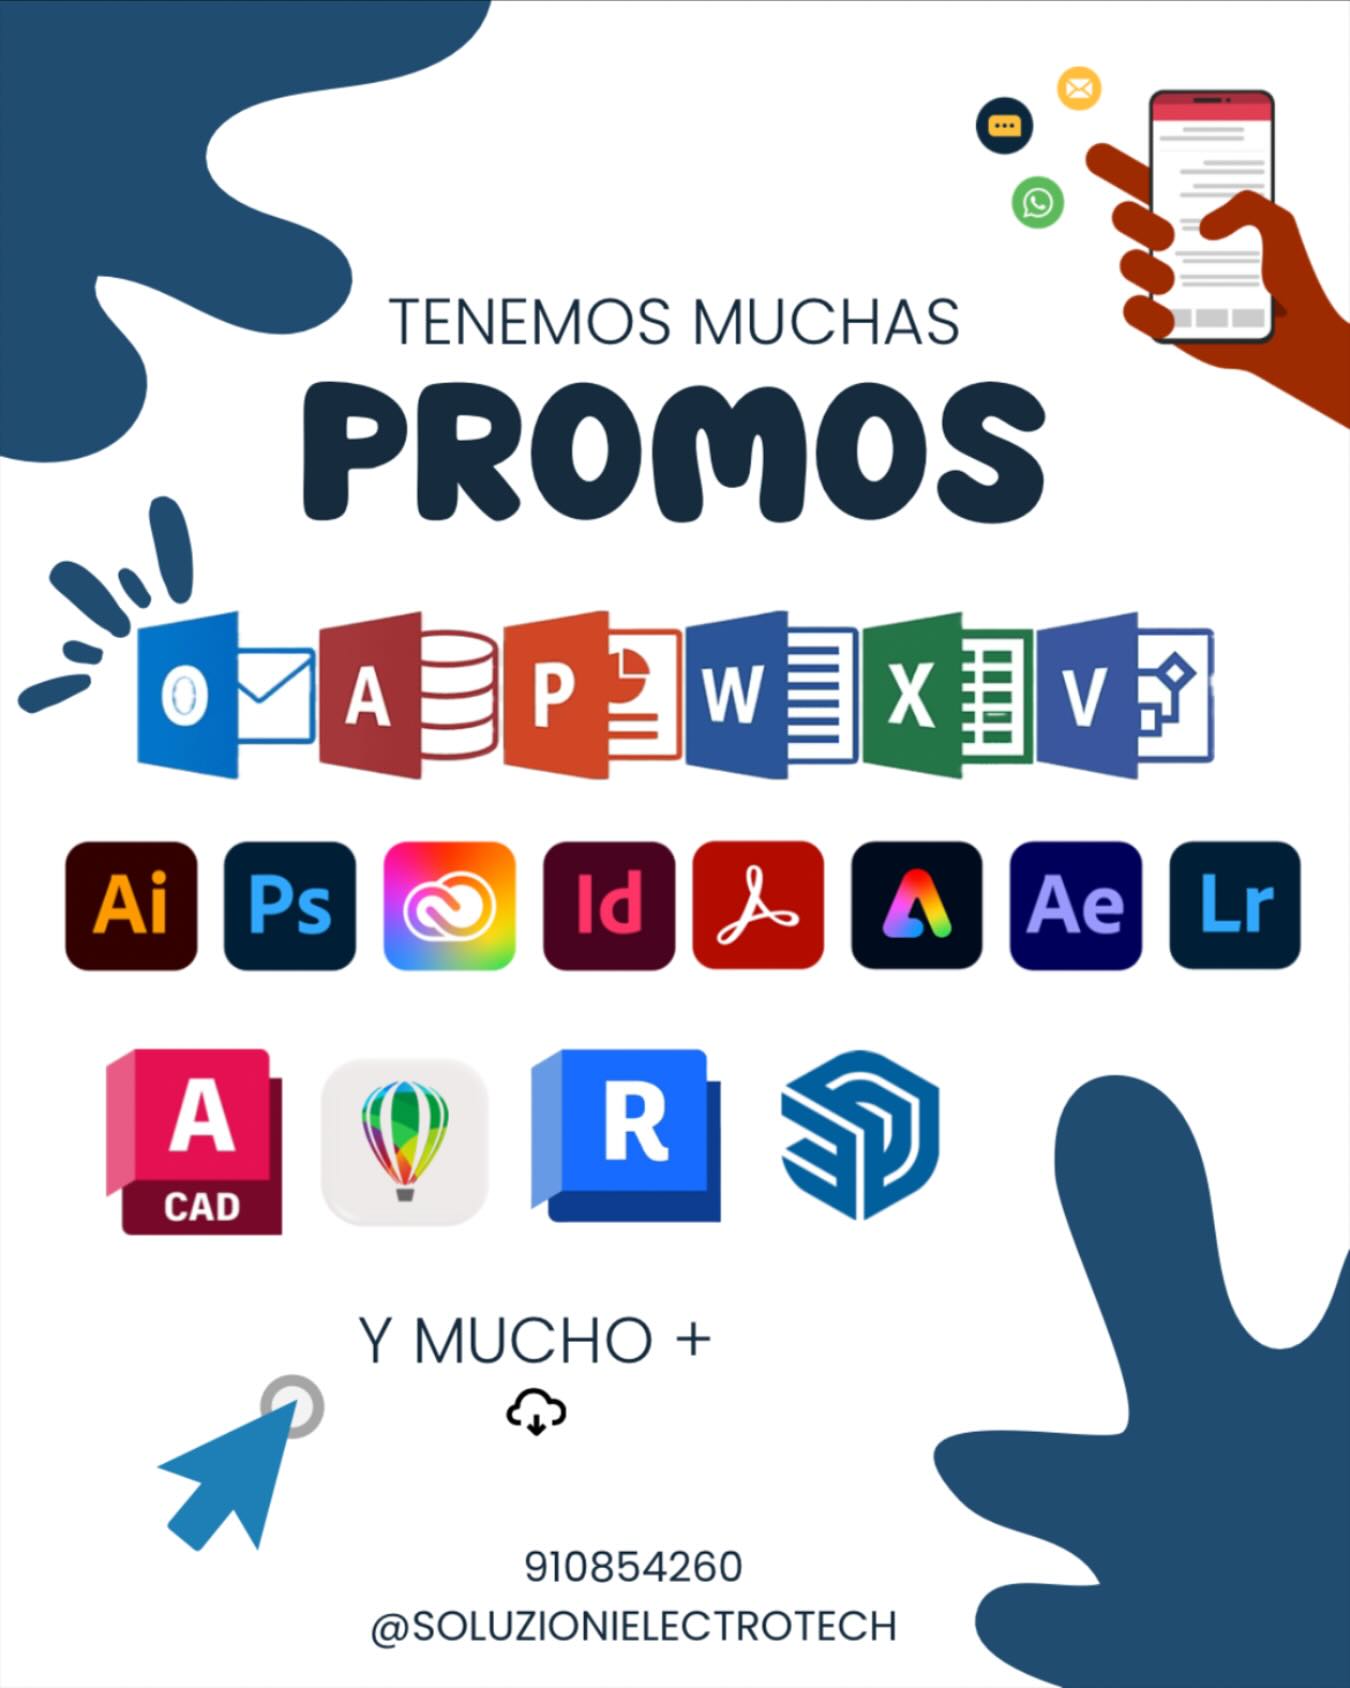 TENEMOS MUCHAS
PROMOS
O A P W X V
Ai Ps Id Ae Lr
A R
CAD
Y MUCHO +
910854260
@SOLUZIONIELECTROTECH